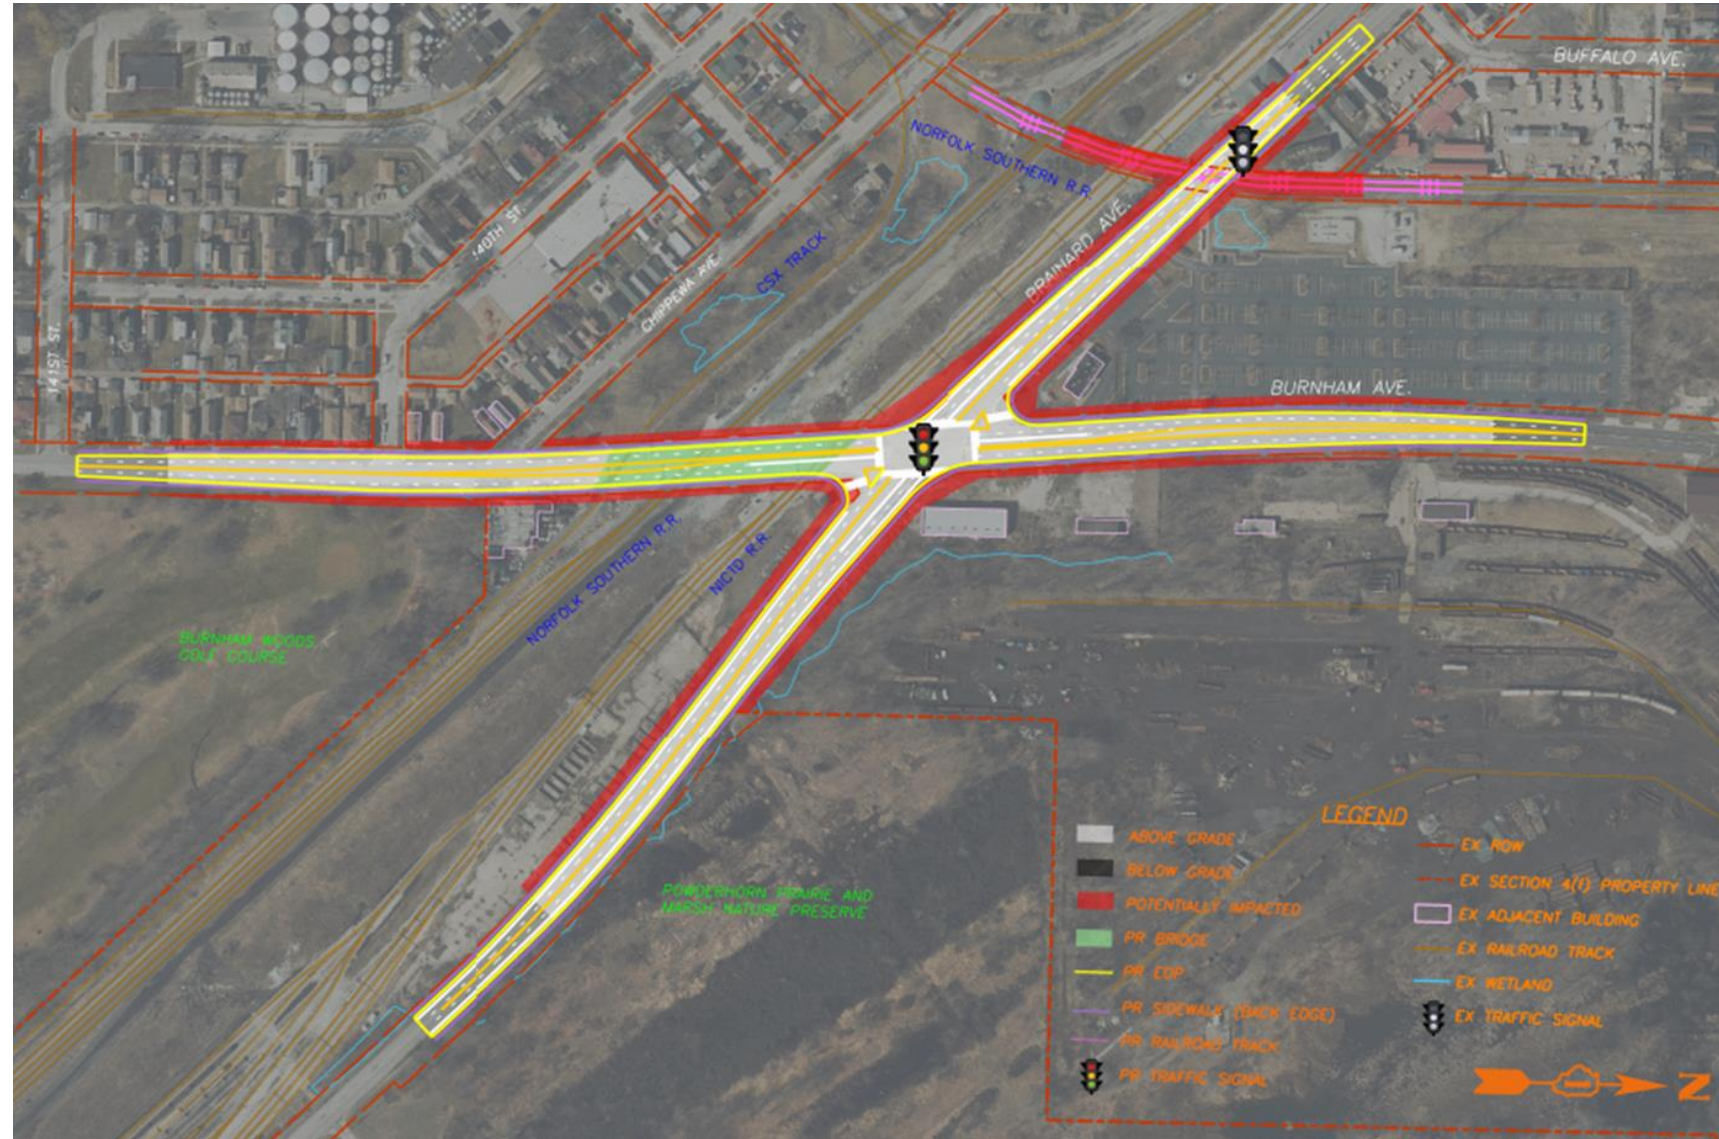 BUFFALO AVE.
NORFOLK SOUTHERN R.R.
BRAINARD AVE.
140TH ST.
CSX TRACK
CHIPPEWA AVE.
141ST ST.
BURNHAM AVE.
NORFOLK SOUTHERN R.R.
NICTD R.R.
BURNHAM WOODS
GOLF COURSE
POWDERHORN PRAIRIE AND
MARSH NATURE PRESERVE
LEGEND
ABOVE GRADE
BELOW GRADE
POTENTIALLY IMPACTED
PR BRIDGE
PR EOP
PR SIDEWALK (BACK EDGE)
PR RAILROAD TRACK
PR TRAFFIC SIGNAL
EX ROW
EX SECTION 4(f) PROPERTY LINE
EX ADJACENT BUILDING
EX RAILROAD TRACK
EX WETLAND
EX TRAFFIC SIGNAL
N